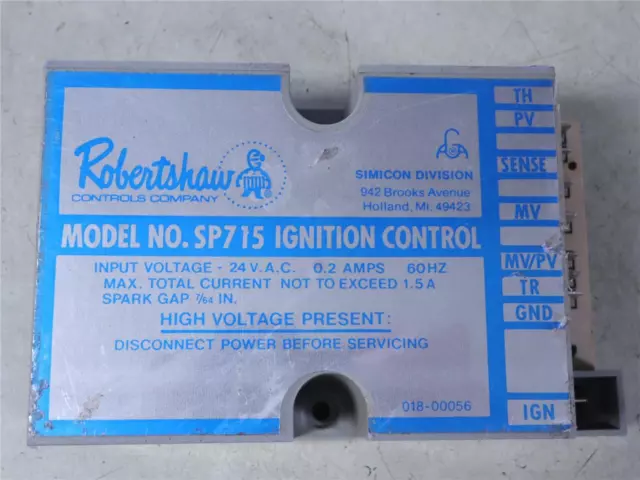 Robertshaw
CONTROLS COMPANY
AGA
SIMICON DIVISION
942 Brooks Avenue
Holland, Mi. 49423
MODEL NO. SP715 IGNITION CONTROL
INPUT VOLTAGE - 24 V.A.C. 0.2 AMPS 60HZ
MAX. TOTAL CURRENT NOT TO EXCEED 1.5 A
SPARK GAP 7/64 IN.
HIGH VOLTAGE PRESENT:
DISCONNECT POWER BEFORE SERVICING
018-00056
TH
PV
SENSE
MV
MV/PV
TR
GND
IGN